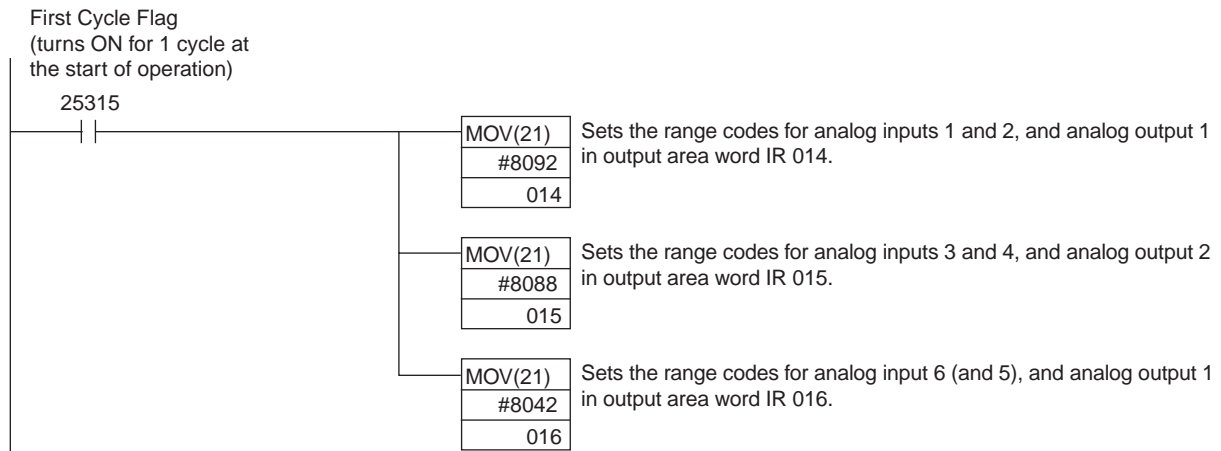 First Cycle Flag
(turns ON for 1 cycle at
the start of operation)
25315
MOV(21)
#8092
014
Sets the range codes for analog inputs 1 and 2, and analog output 1
in output area word IR 014.
MOV(21)
#8088
015
Sets the range codes for analog inputs 3 and 4, and analog output 2
in output area word IR 015.
MOV(21)
#8042
016
Sets the range codes for analog input 6 (and 5), and analog output 1
in output area word IR 016.